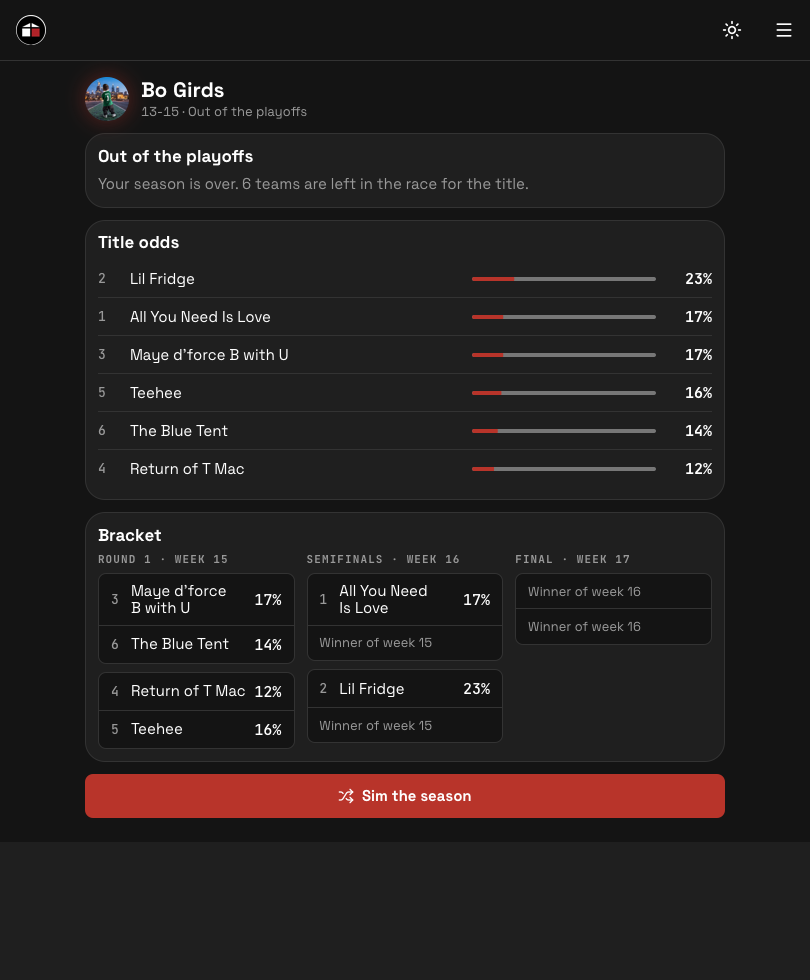 Bo Girds
13-15 · Out of the playoffs
Out of the playoffs
Your season is over. 6 teams are left in the race for the title.
Title odds
2 Lil Fridge 23%
1 All You Need Is Love 17%
3 Maye d'force B with U 17%
5 Teehee 16%
6 The Blue Tent 14%
4 Return of T Mac 12%
Bracket
ROUND 1 · WEEK 15
3 Maye d'force
B with U 17%
6 The Blue Tent 14%
4 Return of T Mac 12%
5 Teehee 16%
SEMIFINALS · WEEK 16
1 All You Need
Is Love 17%
Winner of week 15
2 Lil Fridge 23%
Winner of week 15
FINAL · WEEK 17
Winner of week 16
Winner of week 16
Sim the season